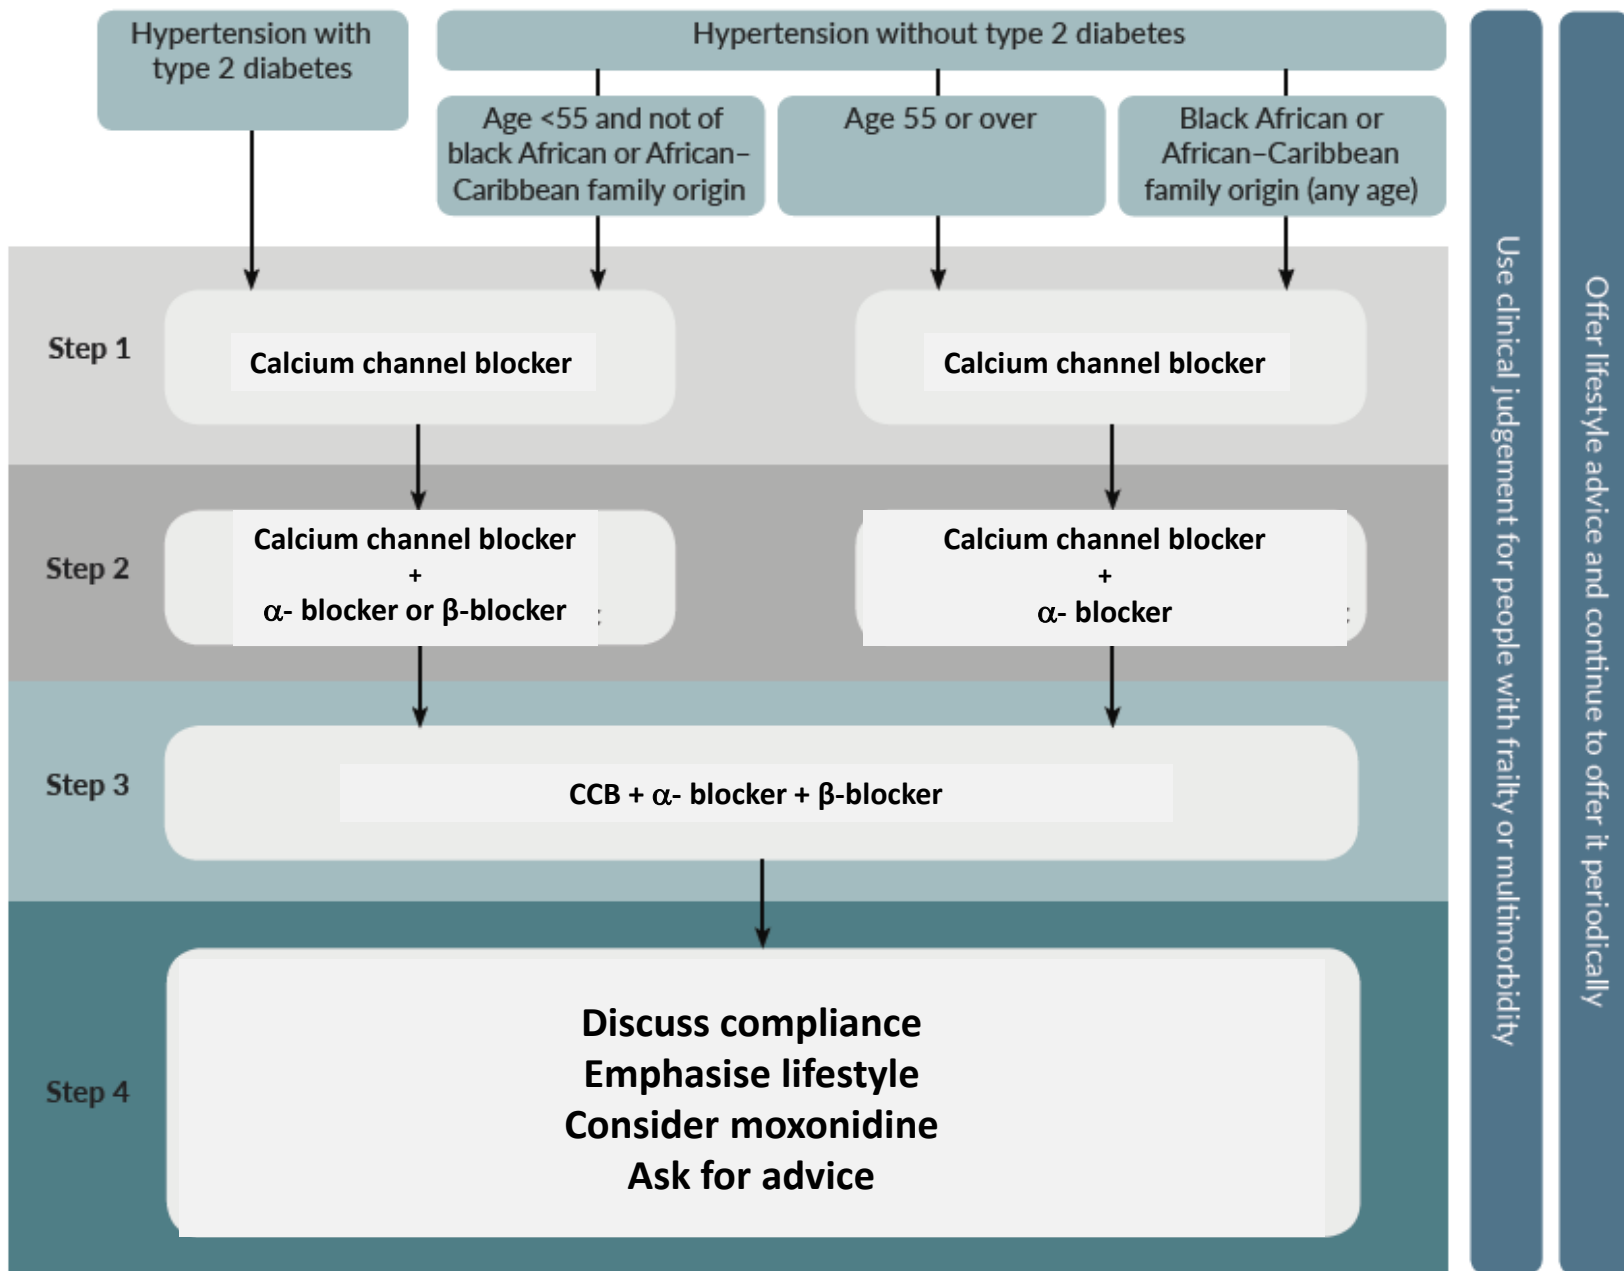 Hypertension with
type 2 diabetes
Hypertension without type 2 diabetes
Age <55 and not of
black African or African–
Caribbean family origin
Age 55 or over
Black African or
African–Caribbean
family origin (any age)
Step 1
Calcium channel blocker
Calcium channel blocker
Step 2
Calcium channel blocker
+
α- blocker or β-blocker
Calcium channel blocker
+
α- blocker
Step 3
CCB + α- blocker + β-blocker
Step 4
Discuss compliance
Emphasise lifestyle
Consider moxonidine
Ask for advice
Use clinical judgement for people with frailty or multimorbidity
Offer lifestyle advice and continue to offer it periodically